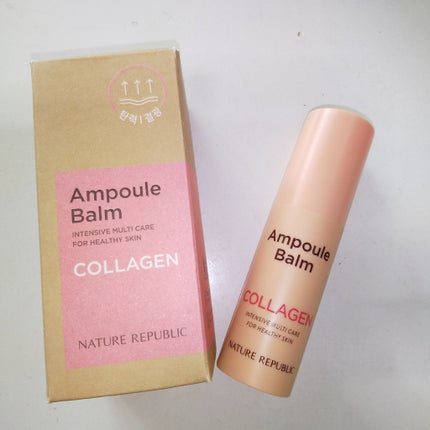 Ampoule
Balm
INTENSIVE MULTI CARE
FOR HEALTHY SKIN
COLLAGEN
NATURE REPUBLIC
Ampoule
Balm
COLLAGEN
INTENSIVE MULTI CARE
FOR HEALTHY SKIN
NATURE REPUBLIC